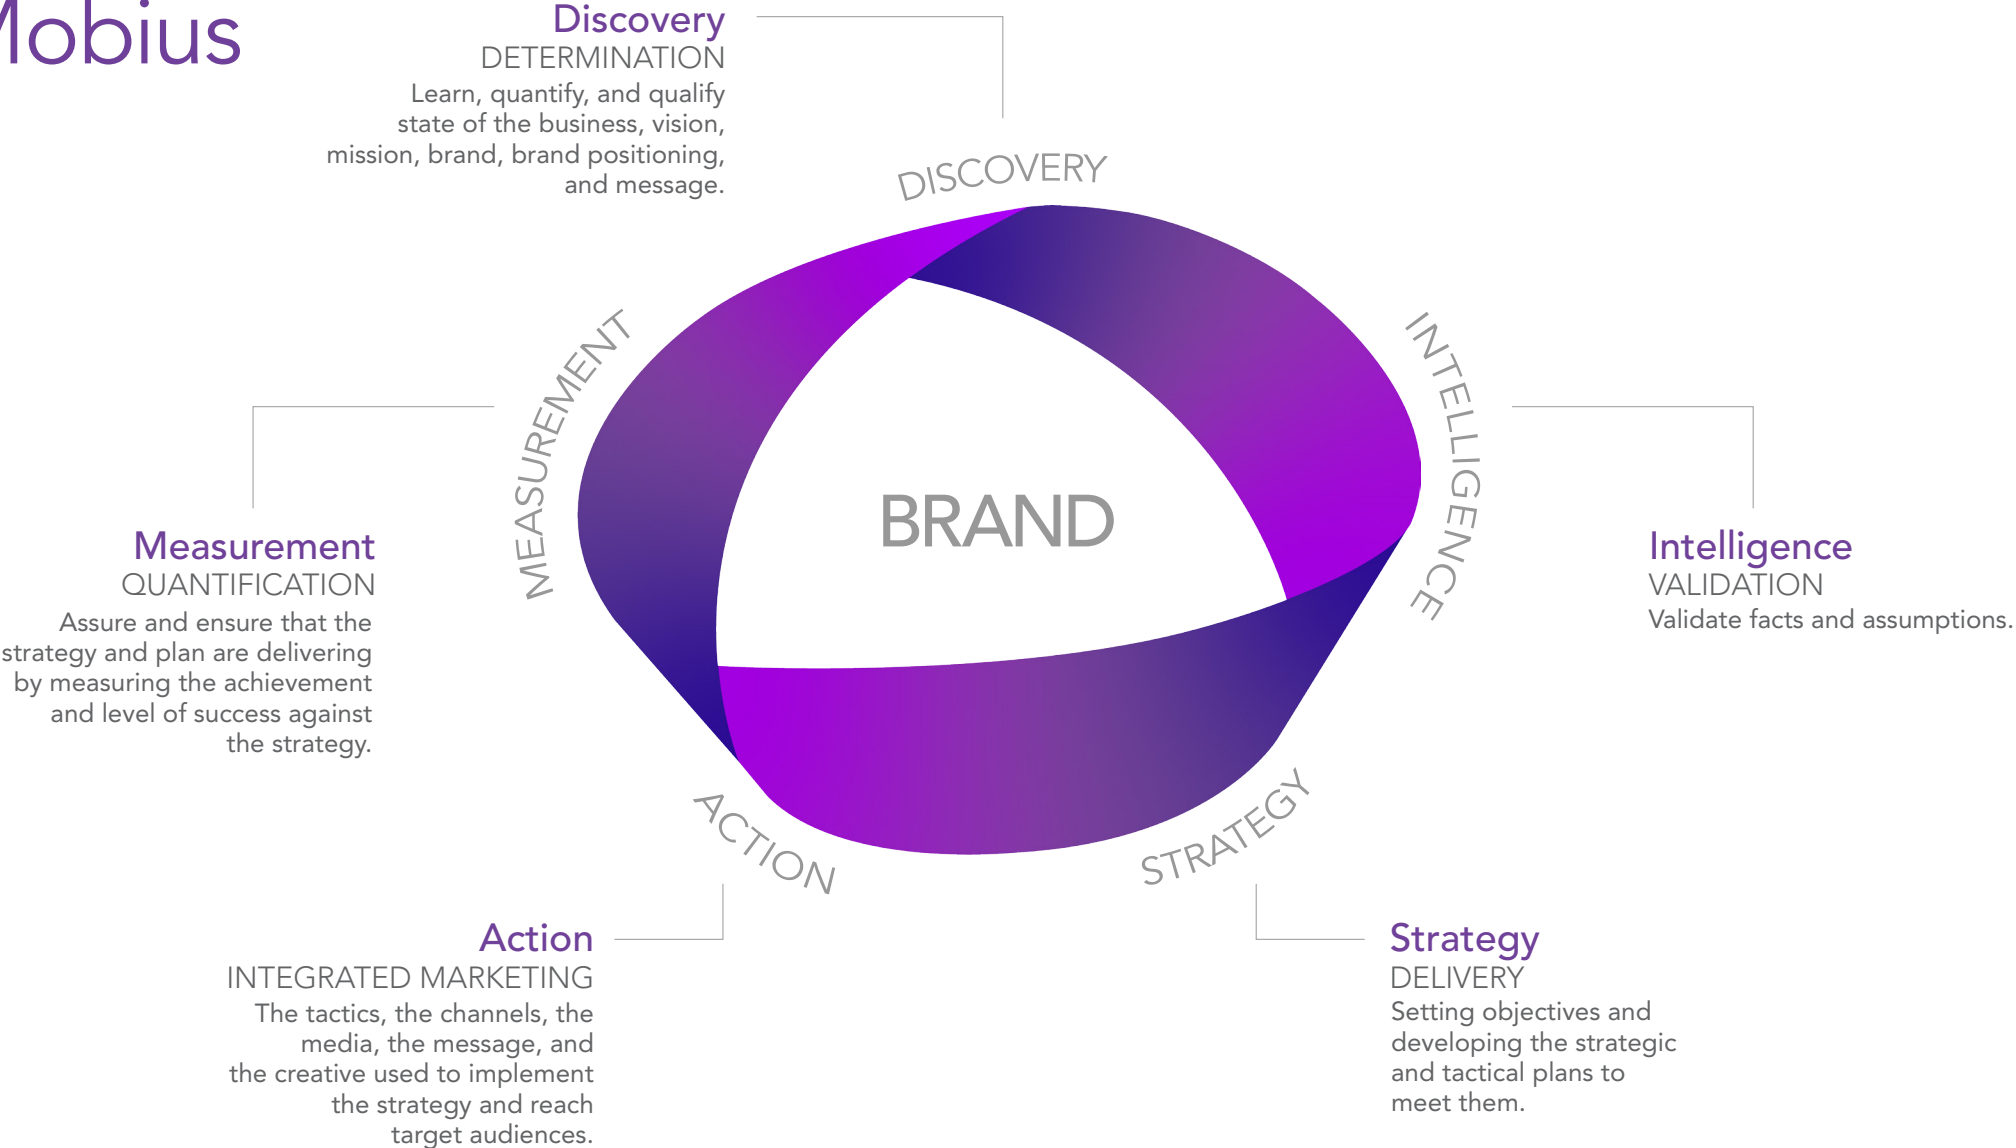 Mobius
Discovery
DETERMINATION
Learn, quantify, and qualify
state of the business, vision,
mission, brand, brand positioning,
and message.
DISCOVERY
INTELLIGENCE
MEASUREMENT
BRAND
Measurement
QUANTIFICATION
Assure and ensure that the
strategy and plan are delivering
by measuring the achievement
and level of success against
the strategy.
Intelligence
VALIDATION
Validate facts and assumptions.
ACTION
STRATEGY
Action
INTEGRATED MARKETING
The tactics, the channels, the
media, the message, and
the creative used to implement
the strategy and reach
target audiences.
Strategy
DELIVERY
Setting objectives and
developing the strategic
and tactical plans to
meet them.